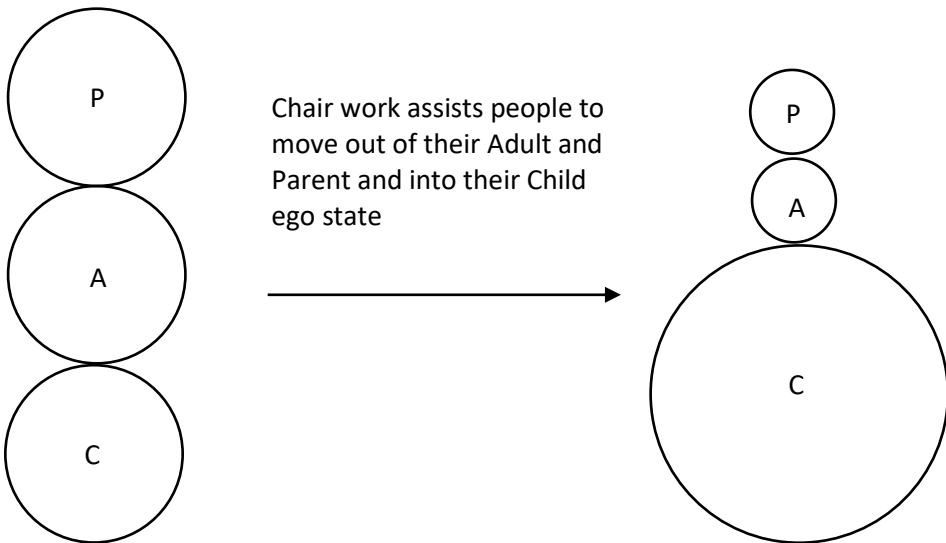 P
A
C
Chair work assists people to
move out of their Adult and
Parent and into their Child
ego state
P
A
C